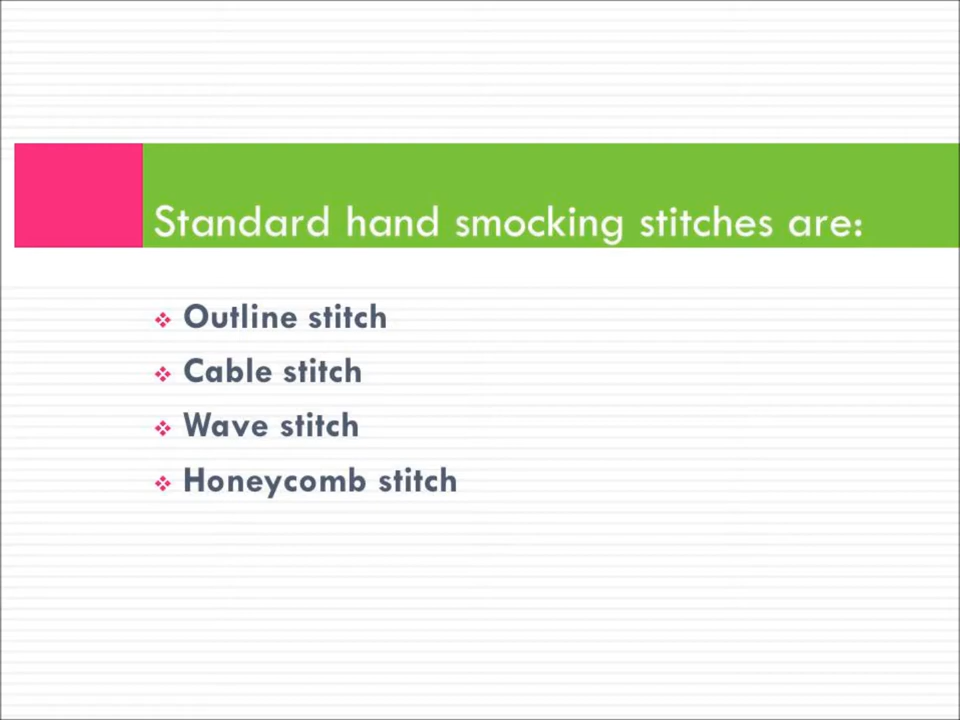 Standard hand smocking stitches are:
Outline stitch
Cable stitch
Wave stitch
Honeycomb stitch